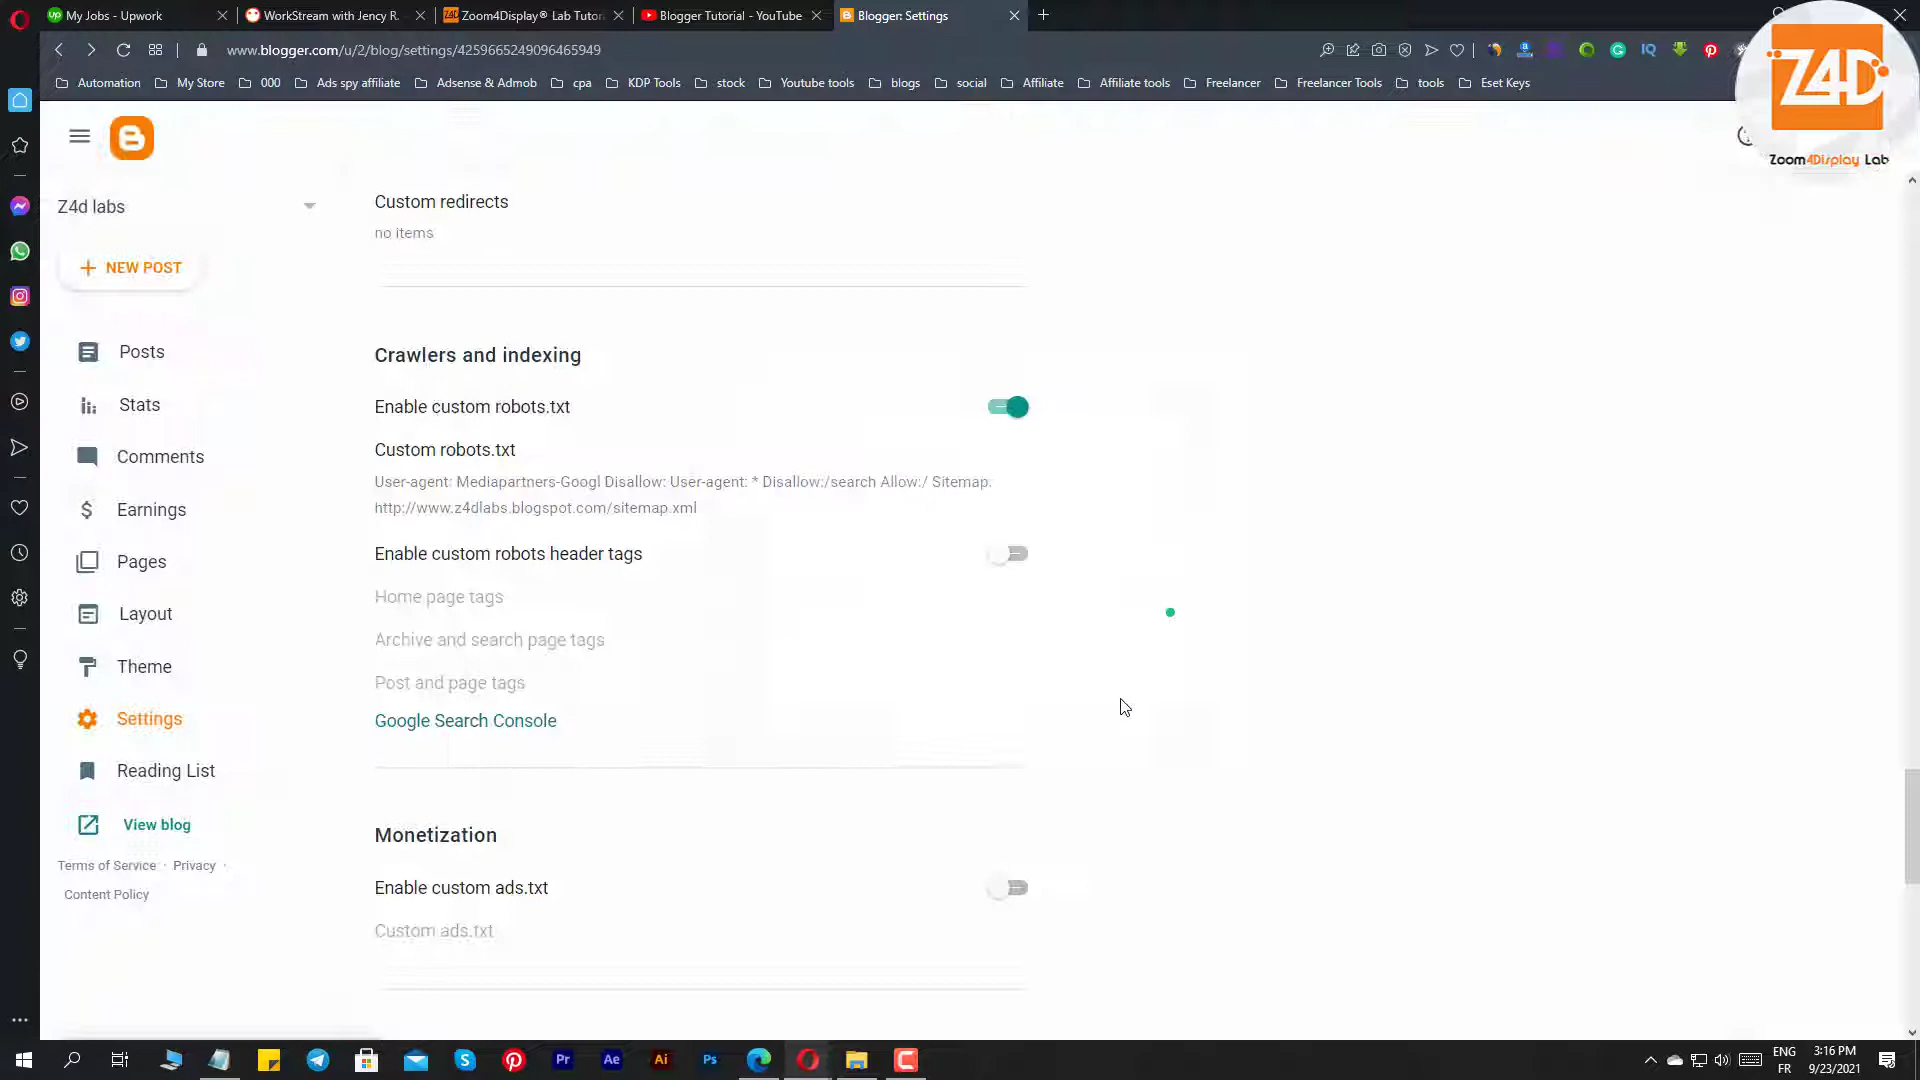 My Jobs - Upwork
WorkStream with Jency R.
Zoom4Display® Lab Tutor
Blogger Tutorial - YouTube
Blogger: Settings
www.blogger.com/u/2/blog/settings/4259665249096465949
Automation
My Store
000
Ads spy affiliate
Adsense & Admob
cpa
KDP Tools
stock
Youtube tools
blogs
social
Affiliate
Affiliate tools
Freelancer
Freelancer Tools
tools
Eset Keys
Z4D
Zoom4Display Lab
Z4d labs
NEW POST
Posts
Stats
Comments
Earnings
Pages
Layout
Theme
Settings
Reading List
View blog
Terms of Service · Privacy ·
Content Policy
Custom redirects
no items
Crawlers and indexing
Enable custom robots.txt
Custom robots.txt
User-agent: Mediapartners-Googl Disallow: User-agent: * Disallow:/search Allow:/ Sitemap:
http://www.z4dlabs.blogspot.com/sitemap.xml
Enable custom robots header tags
Home page tags
Archive and search page tags
Post and page tags
Google Search Console
Monetization
Enable custom ads.txt
Custom ads.txt
Pr
Ae
Ai
Ps
ENG
FR
3:16 PM
9/23/2021